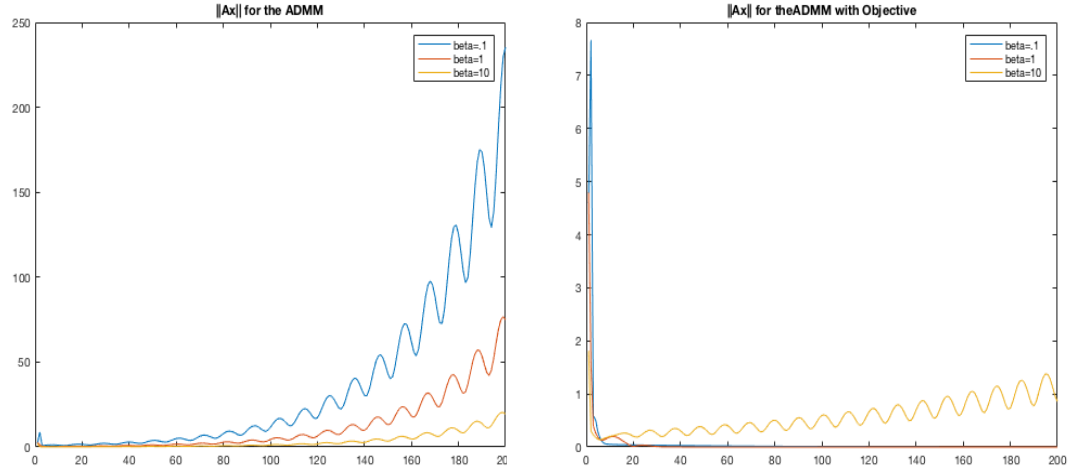 ||Ax|| for the ADMM
250
200
150
100
50
0
0 20 40 60 80 100 120 140 160 180 200
beta=.1
beta=1
beta=10
||Ax|| for theADMM with Objective
8
7
6
5
4
3
2
1
0
0 20 40 60 80 100 120 140 160 180 200
beta=.1
beta=1
beta=10